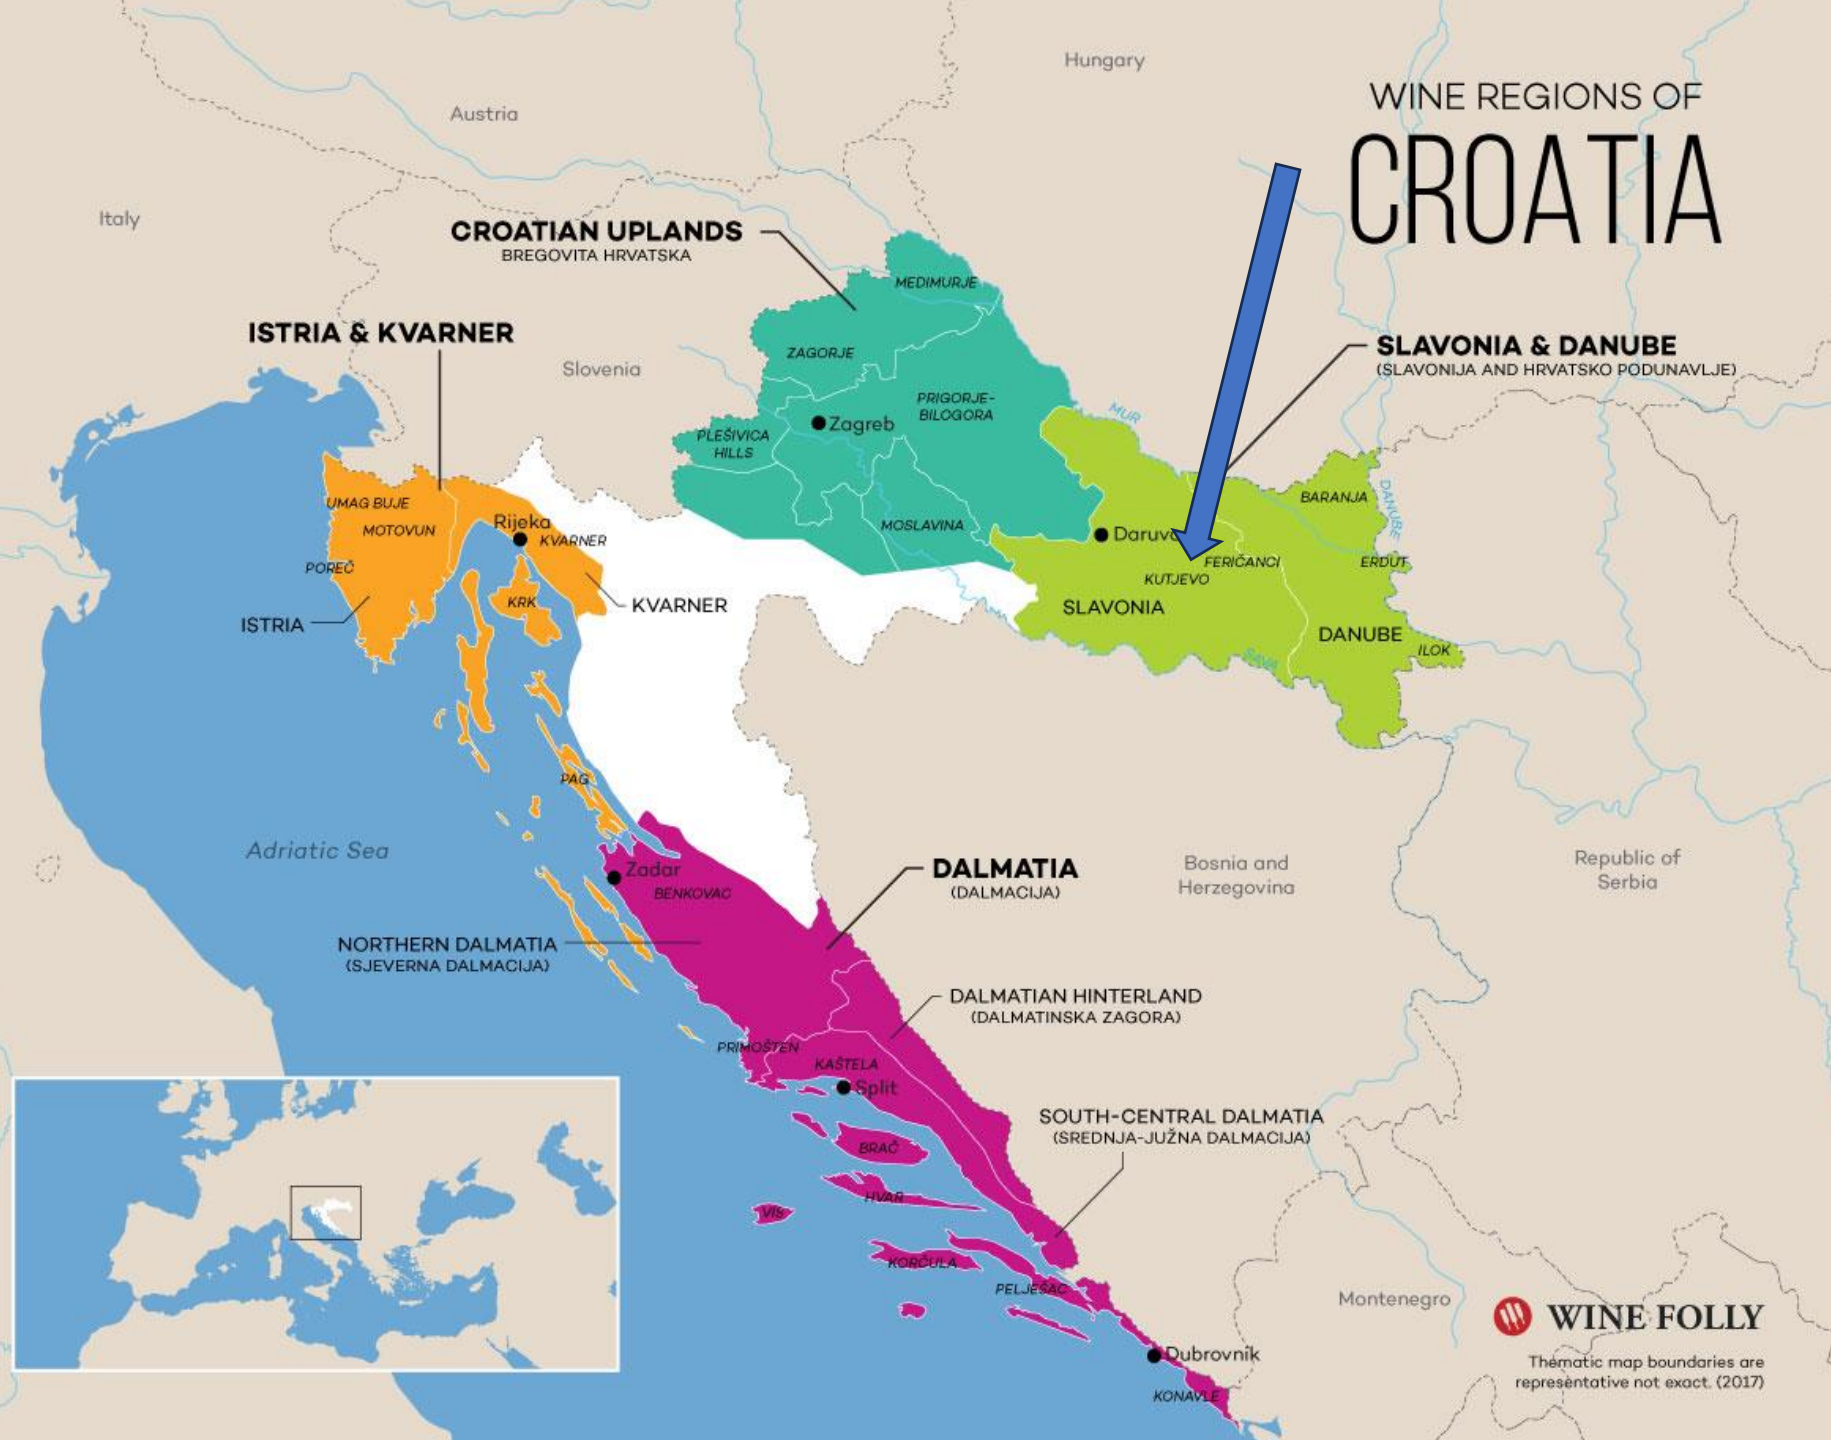 Hungary
WINE REGIONS OF
CROATIA
Austria
Italy
CROATIAN UPLANDS
BREGOVITA HRVATSKA
MEDIMURJE
ISTRIA & KVARNER
SLAVONIA & DANUBE
(SLAVONIJA AND HRVATSKO PODUNAVLJE)
ZAGORJE
Slovenia
PRIGORJE-
BILOGORA
MUR
Zagreb
PLEŠIVICA
HILLS
UMAG BUJE
MOTOVUN
Rijeka
KVARNER
MOSLAVINA
BARANJA
DANUBE
POREČ
FERIČANCI
ERDUT
KUTJEVO
KRK
KVARNER
SLAVONIA
ISTRIA
DANUBE
ILOK
SAVA
PAG
Adriatic Sea
Bosnia and
Herzegovina
Republic of
Serbia
DALMATIA
(DALMACIJA)
Zadar
BENKOVAC
NORTHERN DALMATIA
(SJEVERNA DALMACIJA)
DALMATIAN HINTERLAND
(DALMATINSKA ZAGORA)
PRIMOŠTEN
KAŠTELA
Split
SOUTH-CENTRAL DALMATIA
(SREDNJA-JUŽNA DALMACIJA)
BRAČ
HVAR
VIS
KORČULA
PELJEŠAC
Montenegro
WINE FOLLY
Dubrovnik
Thematic map boundaries are
representative not exact. (2017)
KONAVLE